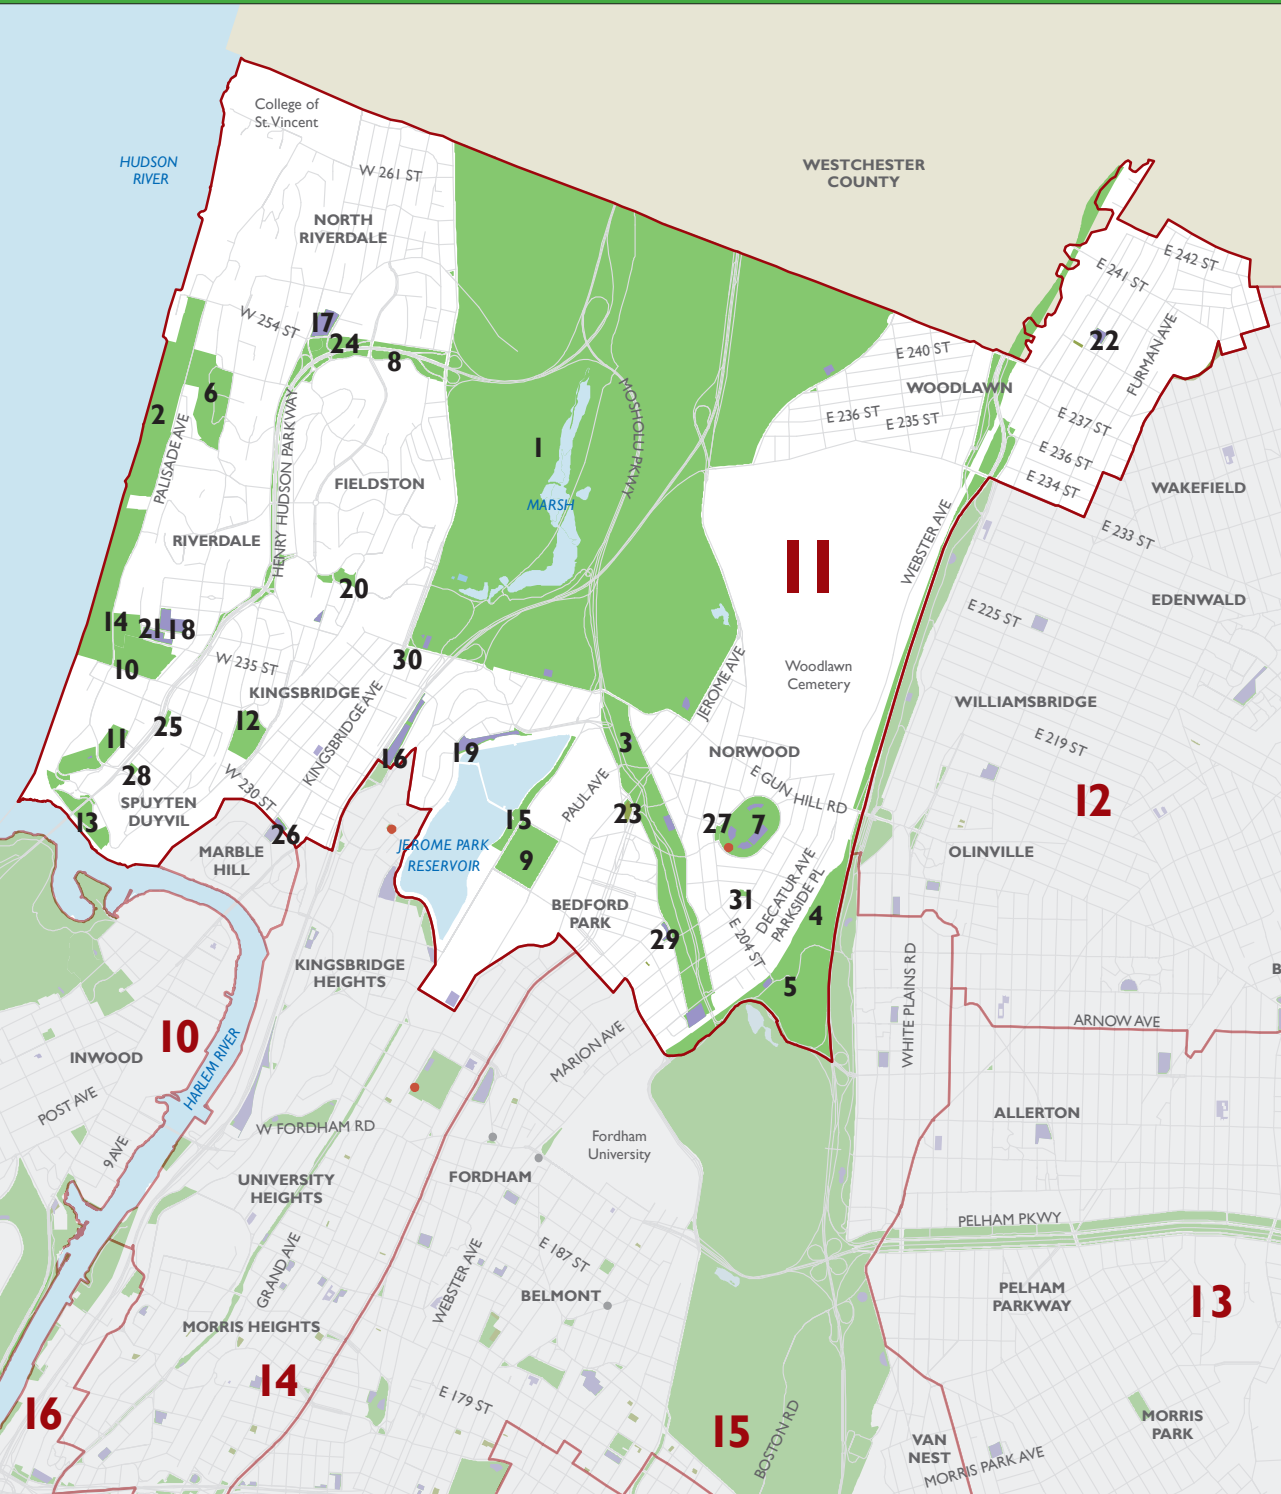 College of
St. Vincent
HUDSON
RIVER
W 261 ST
WESTCHESTER
COUNTY
NORTH
RIVERDALE
E 242 ST
E 241 ST
W 254 ST
17
24
8
22
FURMAN AVE
E 240 ST
WOODLAWN
6
2
PALISADE AVE
HENRY HUDSON PARKWAY
1
MOSHOLU PKWY
E 236 ST
E 235 ST
E 237 ST
E 236 ST
E 234 ST
FIELDSTON
MARSH
WAKEFIELD
RIVERDALE
11
WEBSTER AVE
E 233 ST
20
EDENWALD
14
21
18
E 225 ST
10
W 235 ST
30
Woodlawn
Cemetery
JEROME AVE
KINGSBRIDGE
KINGSBRIDGE AVE
WILLIAMSBRIDGE
25
12
11
3
E 219 ST
16
19
NORWOOD
28
W 230 ST
E GUN HILL RD
PAUL AVE
SPUYTEN
DUYVIL
13
26
15
23
27
7
12
JEROME PARK
RESERVOIR
9
MARBLE
HILL
OLINVILLE
31
DECATUR AVE
PARKSIDE PL
4
BEDFORD
PARK
29
E 204 ST
KINGSBRIDGE
HEIGHTS
5
WHITE PLAINS RD
B
10
HARLEM RIVER
INWOOD
MARION AVE
ARNOW AVE
POST AVE
ALLERTON
W FORDHAM RD
9 AVE
Fordham
University
FORDHAM
UNIVERSITY
HEIGHTS
PELHAM PKWY
GRAND AVE
WEBSTER AVE
E 187 ST
BELMONT
PELHAM
PARKWAY
13
MORRIS HEIGHTS
14
E 179 ST
16
15
BOSTON RD
MORRIS
PARK
VAN
NEST
MORRIS PARK AVE